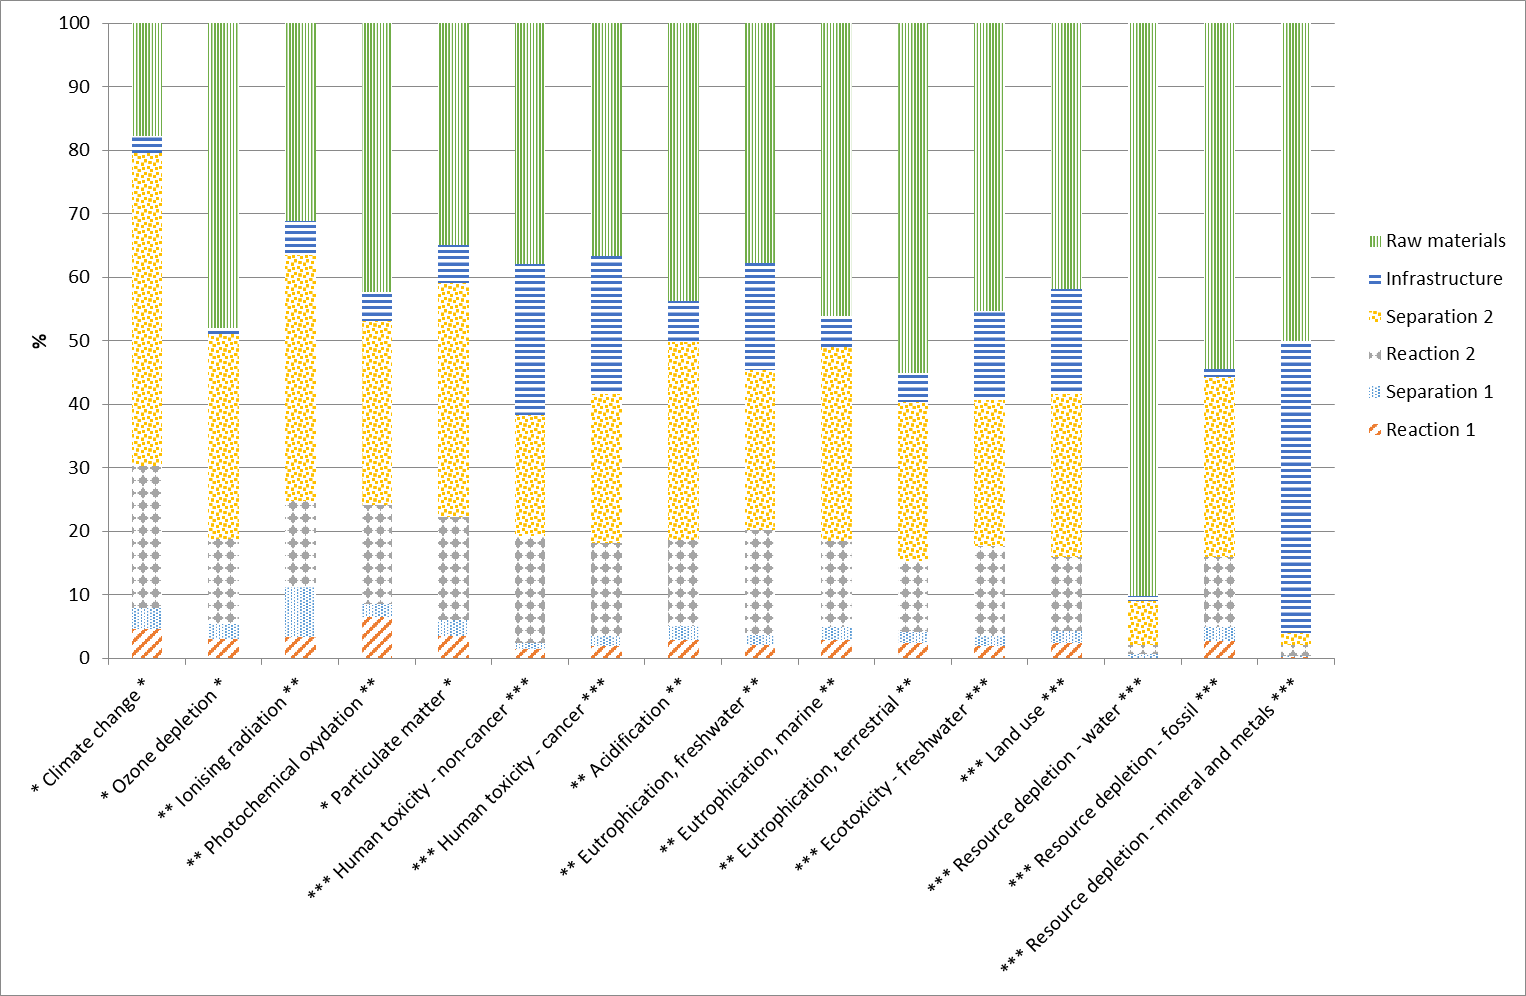 100
90
80
70
60
50
40
30
20
10
0
%
* Climate change *
* Ozone depletion *
** Ionising radiation **
** Photochemical oxydation **
* Particulate matter *
*** Human toxicity - non-cancer ***
*** Human toxicity - cancer ***
** Acidification **
** Eutrophication, freshwater **
** Eutrophication, marine **
** Eutrophication, terrestrial **
*** Ecotoxicity - freshwater ***
*** Land use ***
*** Resource depletion - water ***
*** Resource depletion - fossil ***
*** Resource depletion - mineral and metals ***
Raw materials
Infrastructure
Separation 2
Reaction 2
Separation 1
Reaction 1